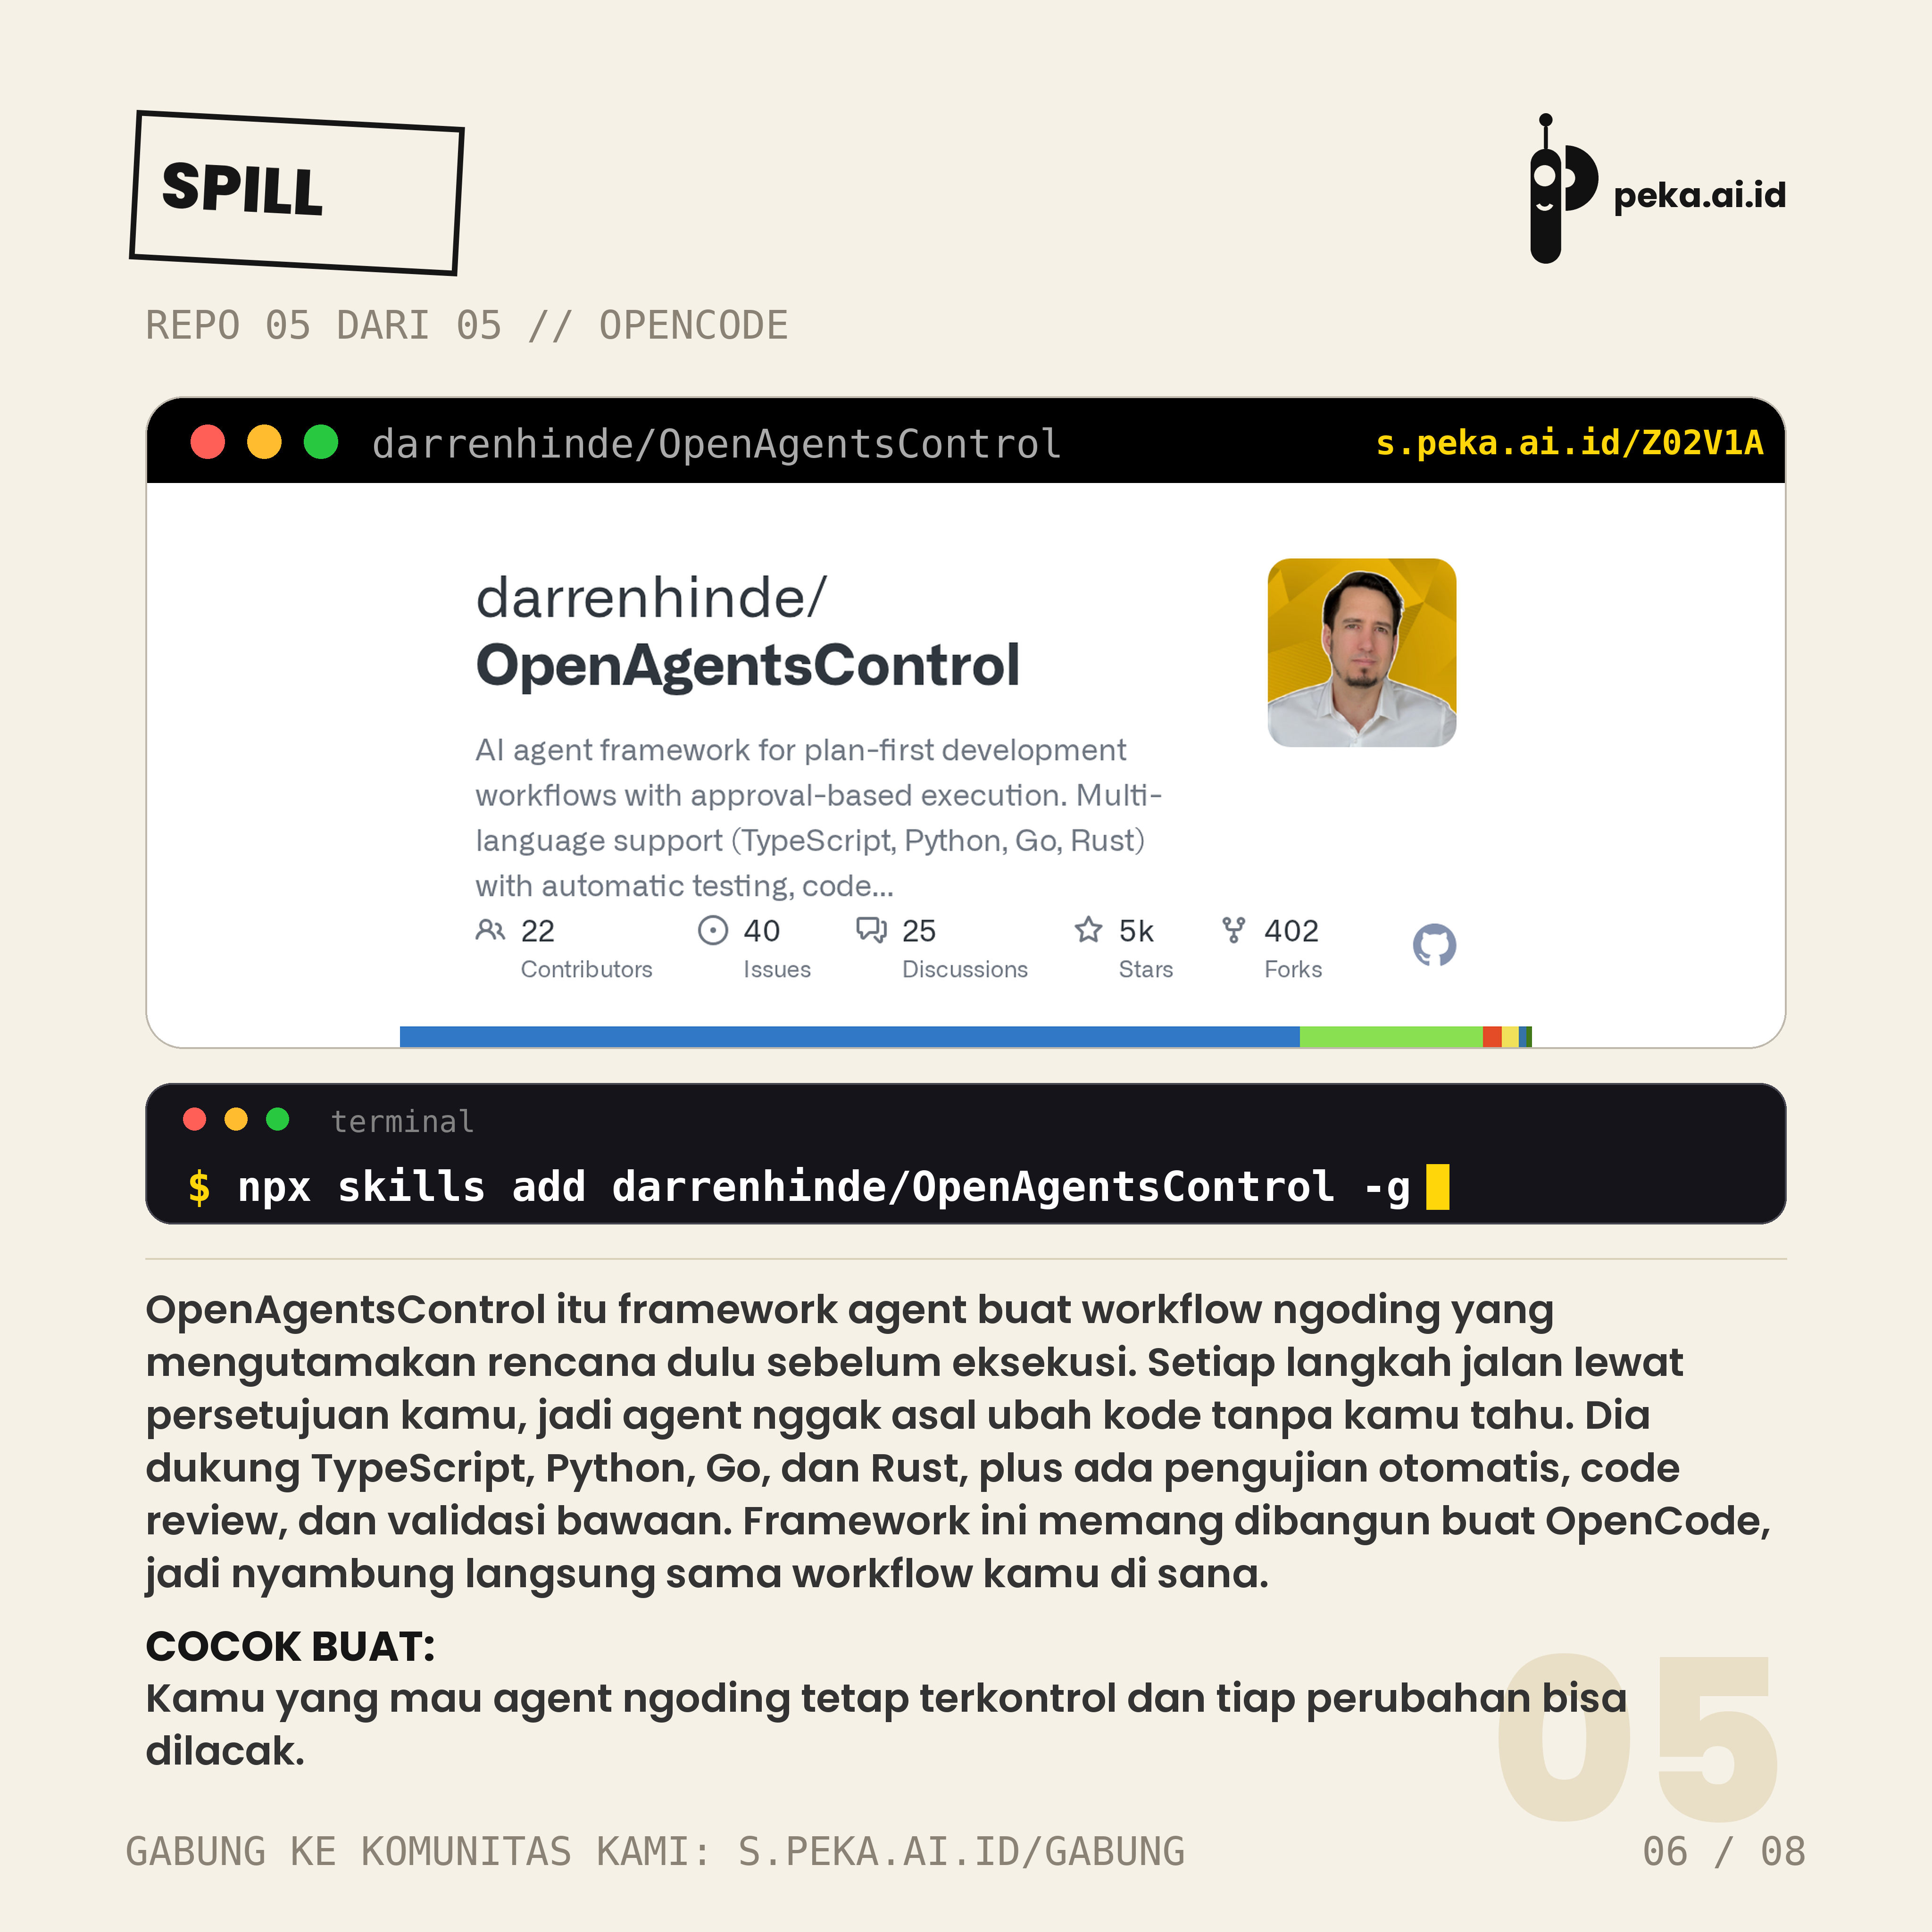 SPILL
peka.ai.id
REPO 05 DARI 05 // OPENCODE
darrenhinde/OpenAgentsControl
s.peka.ai.id/Z02V1A
darrenhinde/
OpenAgentsControl
AI agent framework for plan-first development
workflows with approval-based execution. Multi-
language support (TypeScript, Python, Go, Rust)
with automatic testing, code...
22 40 25 5k 402
Contributors Issues Discussions Stars Forks
terminal
$ npx skills add darrenhinde/OpenAgentsControl -g
OpenAgentsControl itu framework agent buat workflow ngoding yang
mengutamakan rencana dulu sebelum eksekusi. Setiap langkah jalan lewat
persetujuan kamu, jadi agent nggak asal ubah kode tanpa kamu tahu. Dia
dukung TypeScript, Python, Go, dan Rust, plus ada pengujian otomatis, code
review, dan validasi bawaan. Framework ini memang dibangun buat OpenCode,
jadi nyambung langsung sama workflow kamu di sana.
COCOK BUAT:
Kamu yang mau agent ngoding tetap terkontrol dan tiap perubahan bisa
dilacak.
05
GABUNG KE KOMUNITAS KAMI: S.PEKA.AI.ID/GABUNG
06 / 08